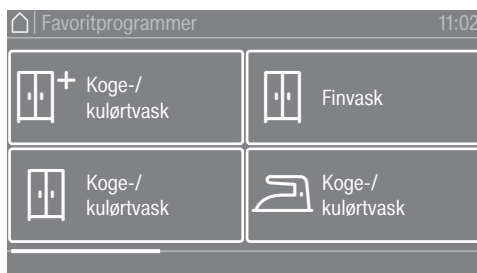 Favoritprogrammer 11:02
Koge-/
kulørtvask
Finvask
Koge-/
kulørtvask
Koge-/
kulørtvask